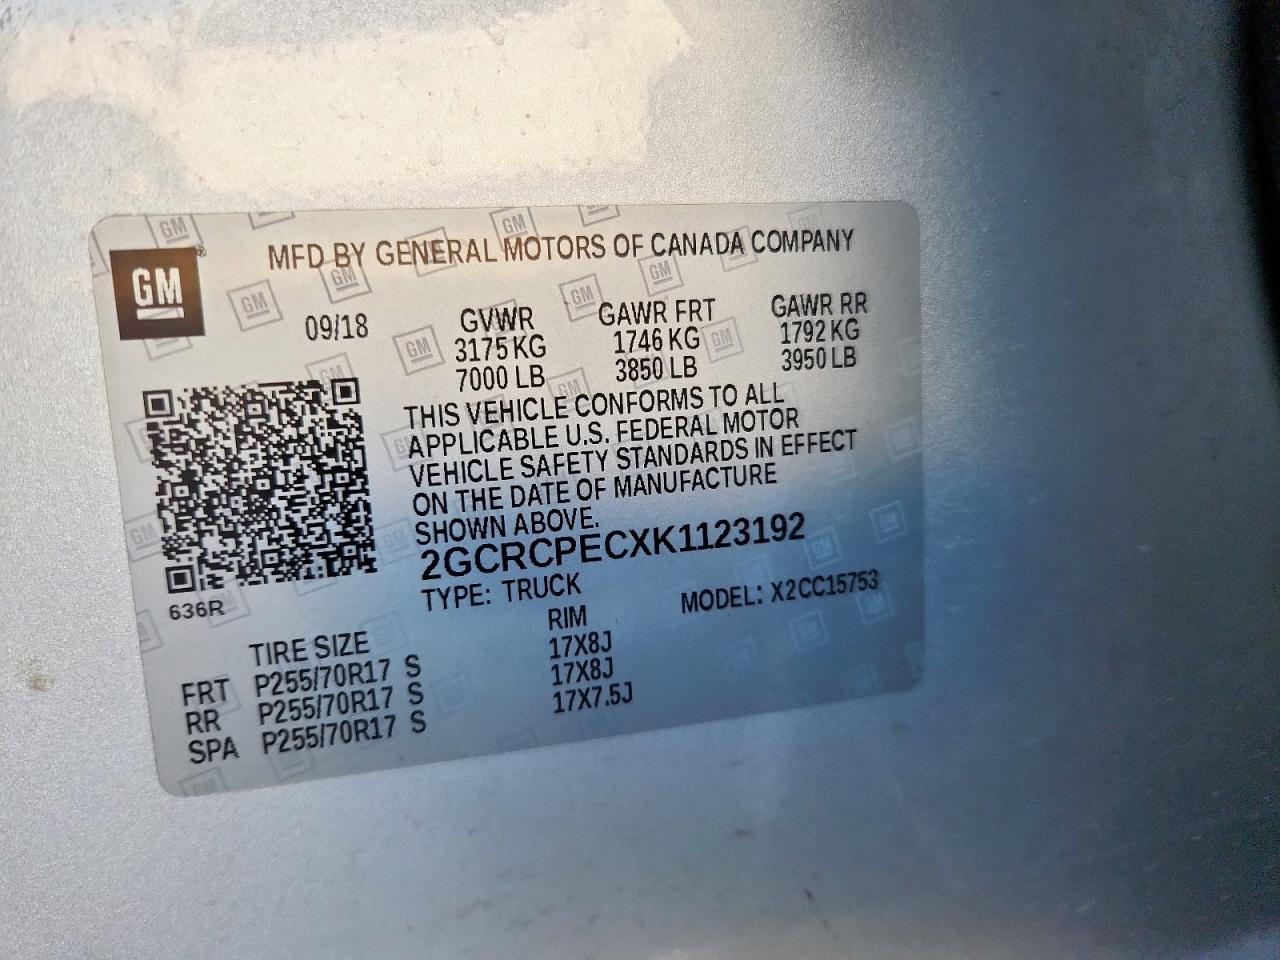 GM
MFD BY GENERAL MOTORS OF CANADA COMPANY
09/18
GVWR GAWR FRT GAWR RR
3175 KG 1746 KG 1792 KG
7000 LB 3850 LB 3950 LB
THIS VEHICLE CONFORMS TO ALL
APPLICABLE U.S. FEDERAL MOTOR
VEHICLE SAFETY STANDARDS IN EFFECT
ON THE DATE OF MANUFACTURE
SHOWN ABOVE.
2GCRCPECXK1123192
636R
TYPE: TRUCK MODEL: X2CC15753
TIRE SIZE RIM
FRT P255/70R17 S 17X8J
RR P255/70R17 S 17X8J
SPA P255/70R17 S 17X7.5J